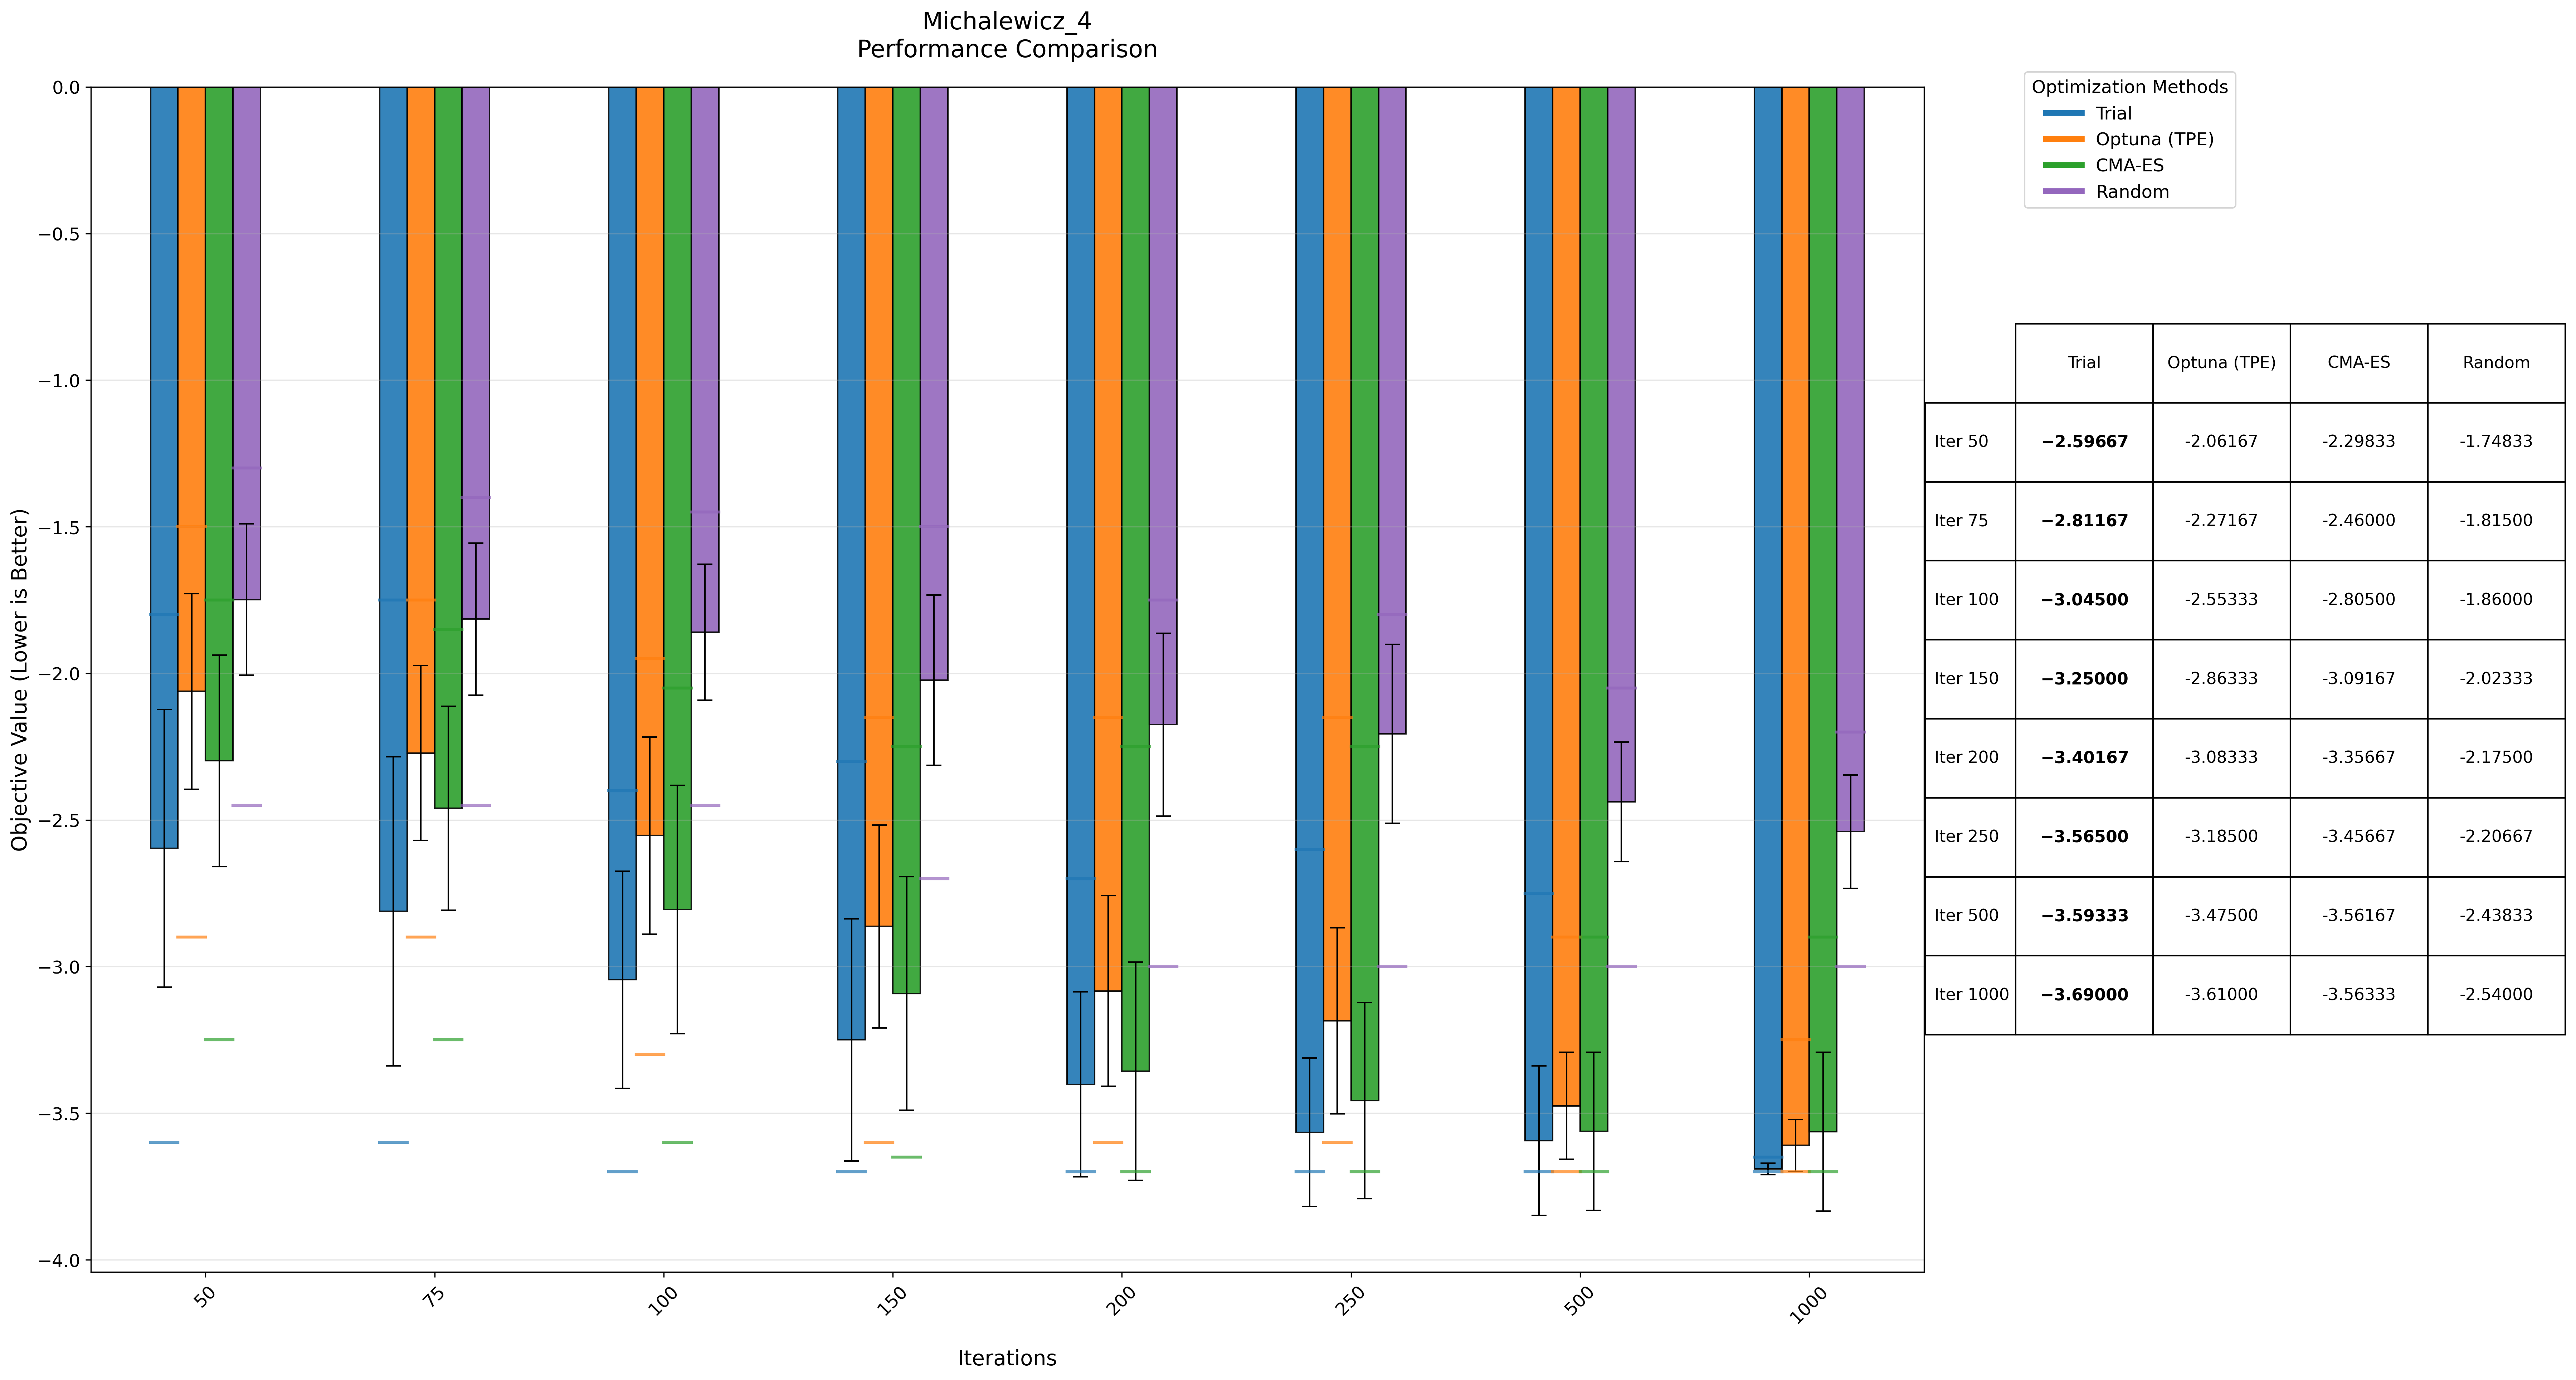 Michalewicz_4
Performance Comparison
Objective Value (Lower is Better)
0.0
−0.5
−1.0
−1.5
−2.0
−2.5
−3.0
−3.5
−4.0
50
75
100
150
200
250
500
1000
Iterations
Optimization Methods
Trial
Optuna (TPE)
CMA-ES
Random
Trial Optuna (TPE) CMA-ES Random
Iter 50 −2.59667 -2.06167 -2.29833 -1.74833
Iter 75 −2.81167 -2.27167 -2.46000 -1.81500
Iter 100 −3.04500 -2.55333 -2.80500 -1.86000
Iter 150 −3.25000 -2.86333 -3.09167 -2.02333
Iter 200 −3.40167 -3.08333 -3.35667 -2.17500
Iter 250 −3.56500 -3.18500 -3.45667 -2.20667
Iter 500 −3.59333 -3.47500 -3.56167 -2.43833
Iter 1000 −3.69000 -3.61000 -3.56333 -2.54000